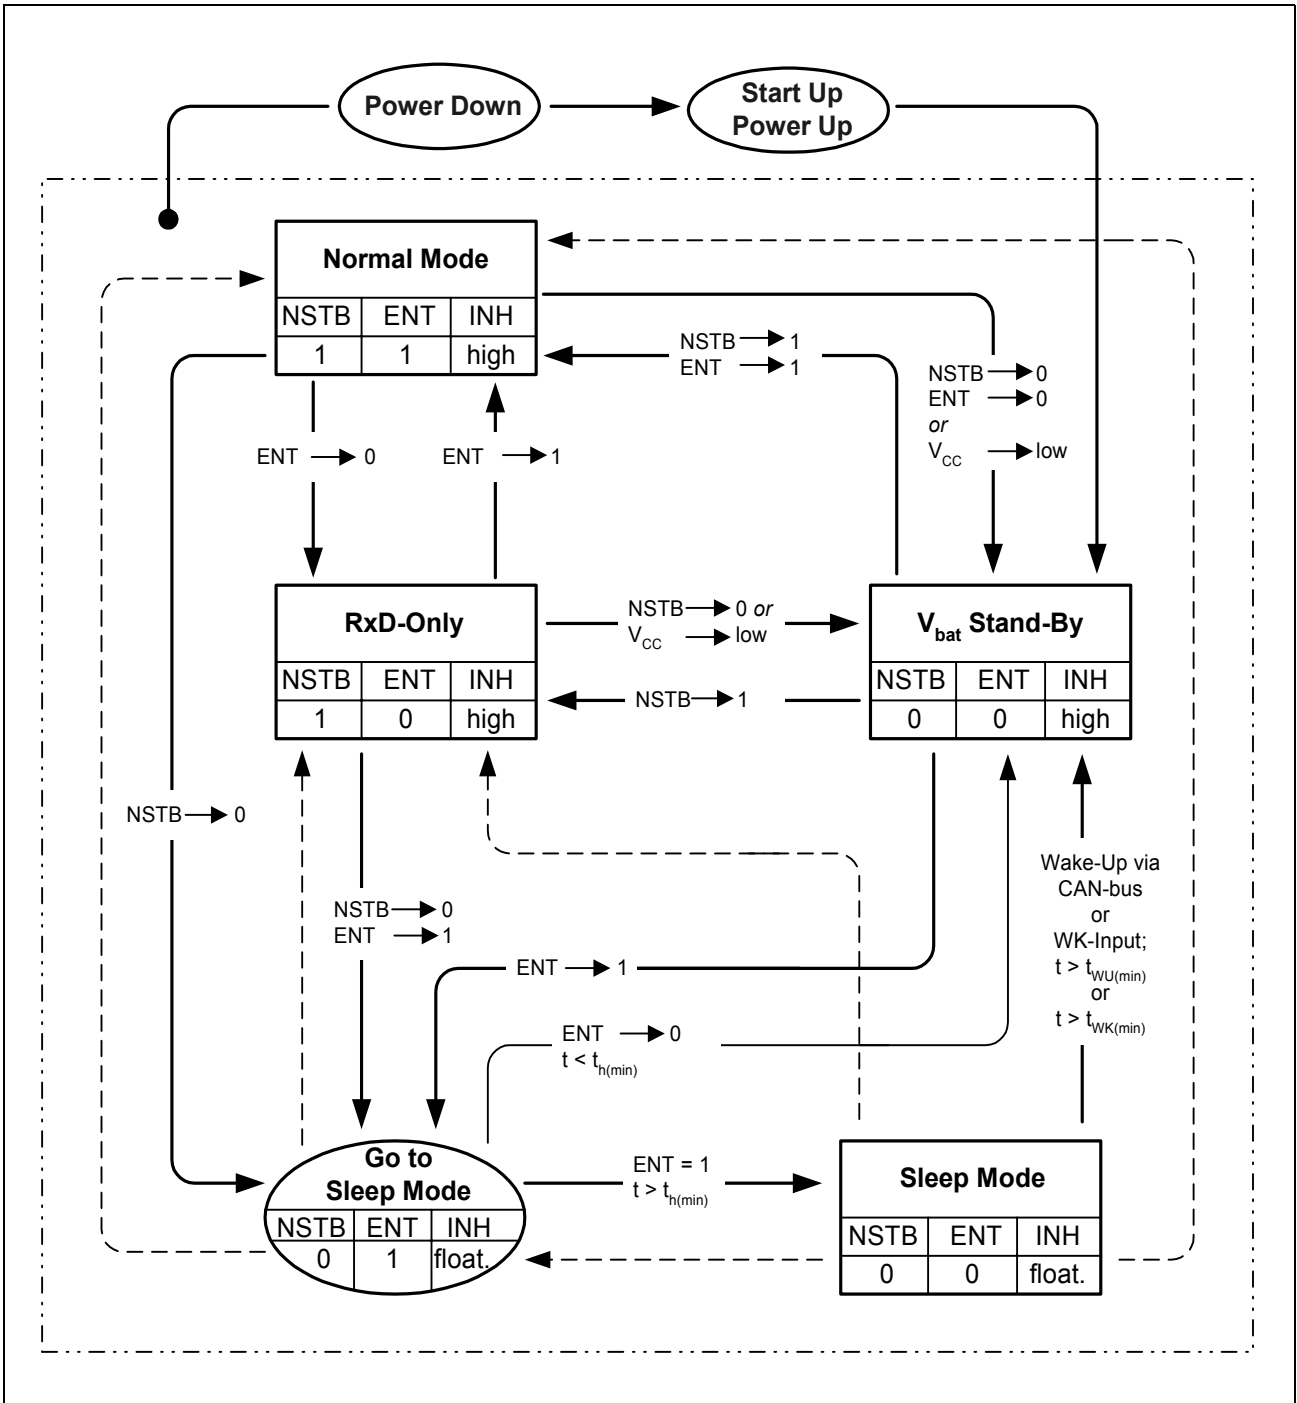 Power Down
Start Up
Power Up
Normal Mode
NSTB ENT INH
1 1 high
NSTB → 1
ENT → 1
NSTB → 0
ENT → 0
or
VCC → low
ENT → 0
ENT → 1
RxD-Only
NSTB ENT INH
1 0 high
NSTB → 0 or
VCC → low
NSTB → 1
Vbat Stand-By
NSTB ENT INH
0 0 high
NSTB → 0
NSTB → 0
ENT → 1
ENT → 1
ENT → 0
t < th(min)
Wake-Up via
CAN-bus
or
WK-Input;
t > tWU(min)
or
t > tWK(min)
Go to
Sleep Mode
NSTB ENT INH
0 1 float.
ENT = 1
t > th(min)
Sleep Mode
NSTB ENT INH
0 0 float.